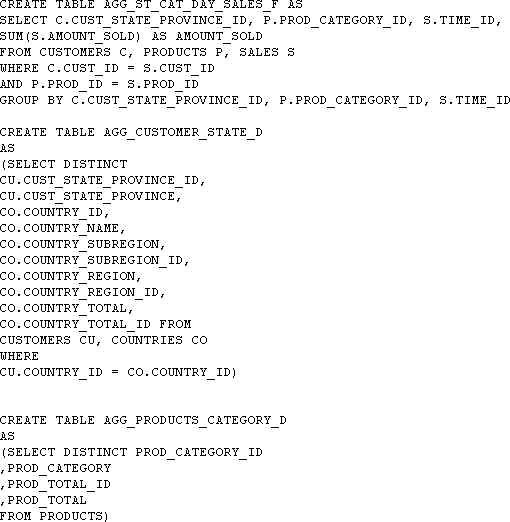 CREATE TABLE AGG_ST_CAT_DAY_SALES_F AS
SELECT C.CUST_STATE_PROVINCE_ID, P.PROD_CATEGORY_ID, S.TIME_ID,
SUM(S.AMOUNT_SOLD) AS AMOUNT_SOLD
FROM CUSTOMERS C, PRODUCTS P, SALES S
WHERE C.CUST_ID = S.CUST_ID
AND P.PROD_ID = S.PROD_ID
GROUP BY C.CUST_STATE_PROVINCE_ID, P.PROD_CATEGORY_ID, S.TIME_ID
CREATE TABLE AGG_CUSTOMER_STATE_D
AS
(SELECT DISTINCT
CU.CUST_STATE_PROVINCE_ID,
CU.CUST_STATE_PROVINCE,
CO.COUNTRY_ID,
CO.COUNTRY_NAME,
CO.COUNTRY_SUBREGION,
CO.COUNTRY_SUBREGION_ID,
CO.COUNTRY_REGION,
CO.COUNTRY_REGION_ID,
CO.COUNTRY_TOTAL,
CO.COUNTRY_TOTAL_ID FROM
CUSTOMERS CU, COUNTRIES CO
WHERE
CU.COUNTRY_ID = CO.COUNTRY_ID)
CREATE TABLE AGG_PRODUCTS_CATEGORY_D
AS
(SELECT DISTINCT PROD_CATEGORY_ID
,PROD_CATEGORY
,PROD_TOTAL_ID
,PROD_TOTAL
FROM PRODUCTS)